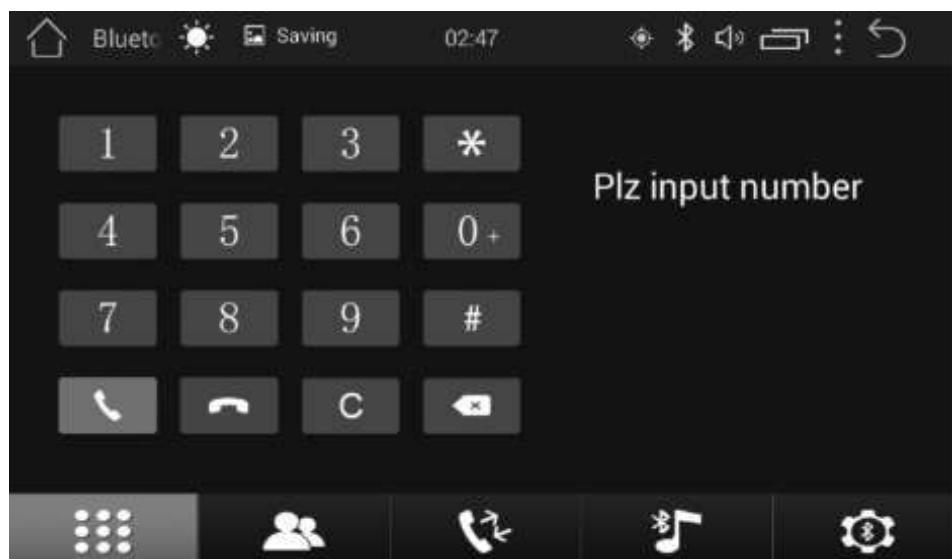 Blueto Saving 02:47
1 2 3 *
Plz input number
4 5 6 0 +
7 8 9 #
C